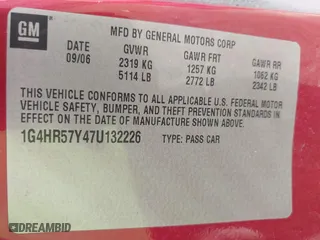 GM
MFD BY GENERAL MOTORS CORP
DATE GVWR GAWR FRT GAWR RR
09/06 2319 KG 1257 KG 1062 KG
5114 LB 2772 LB 2342 LB
THIS VEHICLE CONFORMS TO ALL APPLICABLE U.S. FEDERAL MOTOR
VEHICLE SAFETY, BUMPER, AND THEFT PREVENTION STANDARDS
IN EFFECT ON THE DATE OF MANUFACTURE SHOWN ABOVE.
1G4HR57Y47U132226 TYPE: PASS CAR
DREAMBID